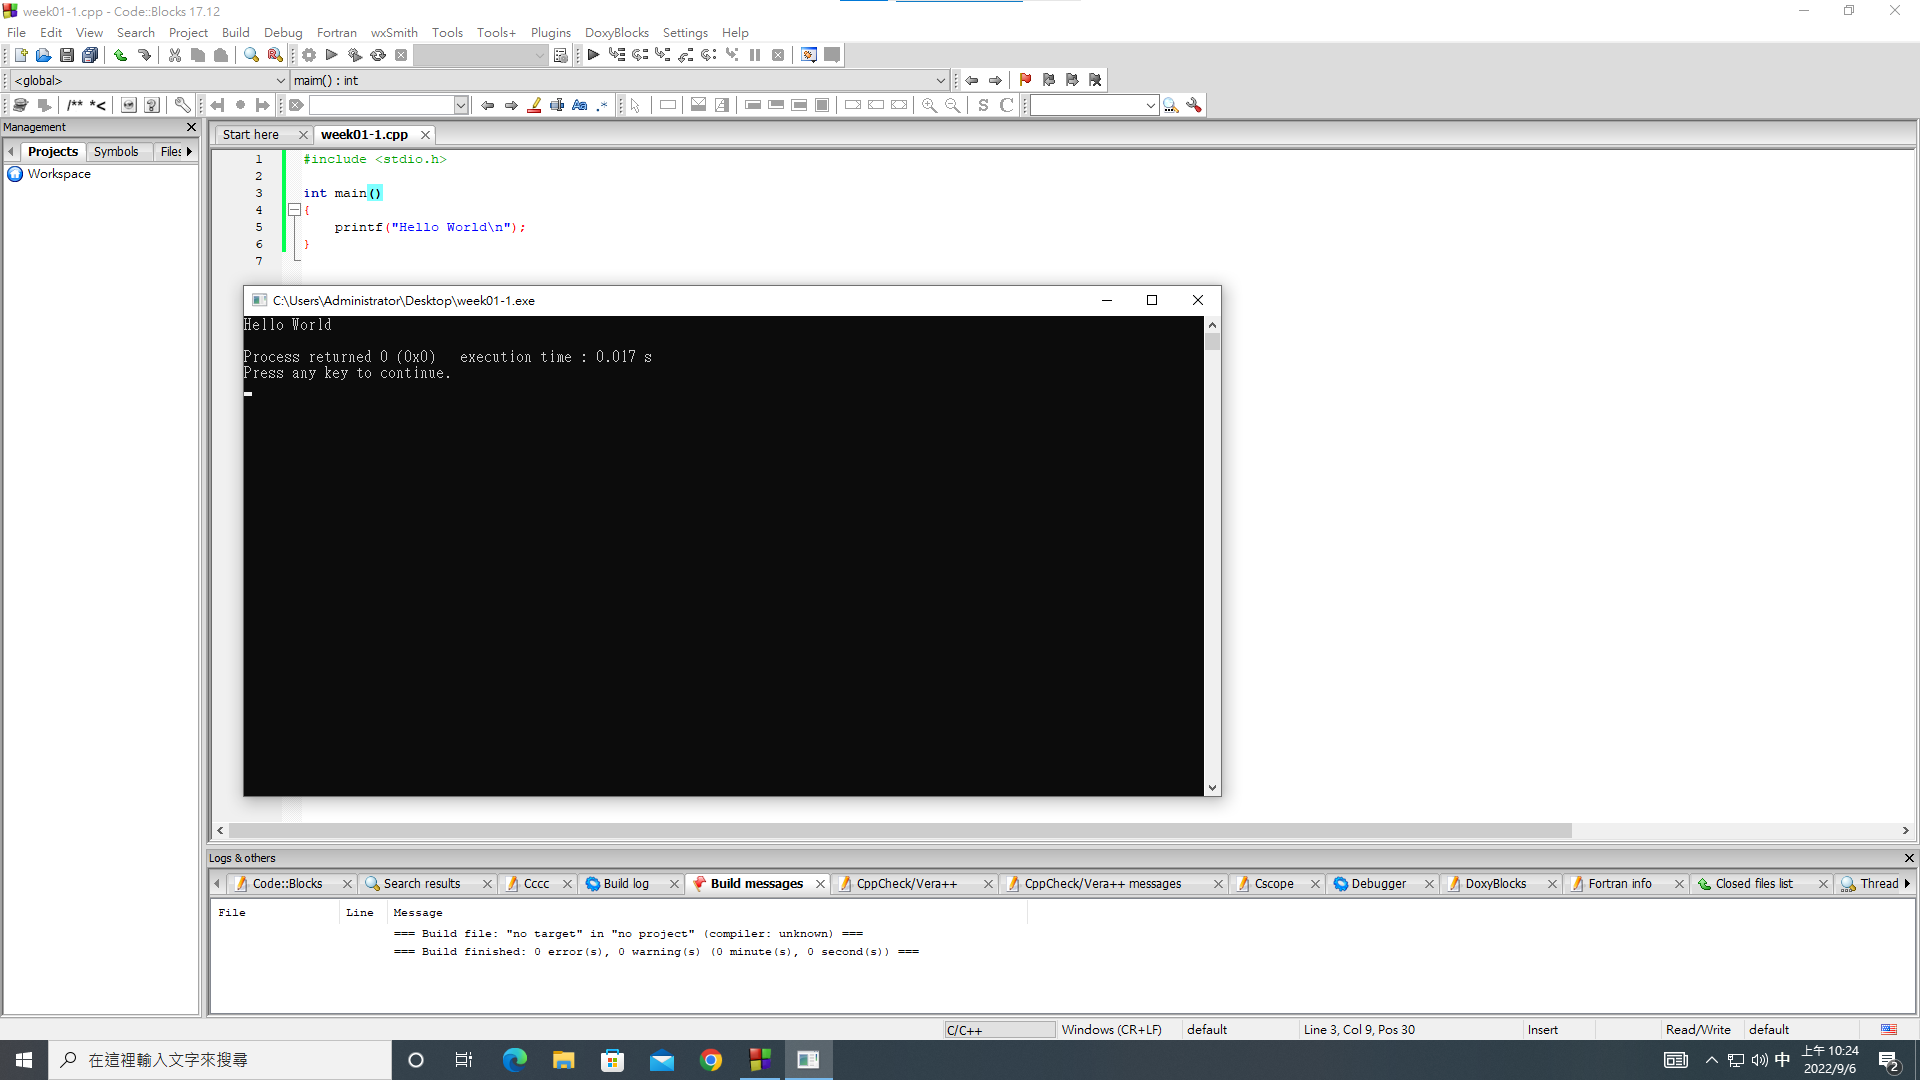 week01-1.cpp - Code::Blocks 17.12
File Edit View Search Project Build Debug Fortran wxSmith Tools Tools+ Plugins DoxyBlocks Settings Help
<global> maim() : int
/** *<
Aa .*
S C
Management
Projects Symbols Files
Workspace
Start here week01-1.cpp
1 #include <stdio.h>
2
3 int main()
4 {
5 printf("Hello World\n");
6 }
7
C:\Users\Administrator\Desktop\week01-1.exe
Hello World
Process returned 0 (0x0)   execution time : 0.017 s
Press any key to continue.
Logs & others
Code::Blocks Search results Cccc Build log Build messages CppCheck/Vera++ CppCheck/Vera++ messages Cscope Debugger DoxyBlocks Fortran info Closed files list Thread
File Line Message
=== Build file: "no target" in "no project" (compiler: unknown) ===
=== Build finished: 0 error(s), 0 warning(s) (0 minute(s), 0 second(s)) ===
C/C++ Windows (CR+LF) default Line 3, Col 9, Pos 30 Insert Read/Write default
在這裡輸入文字來搜尋
中 上午 10:24
2022/9/6
2